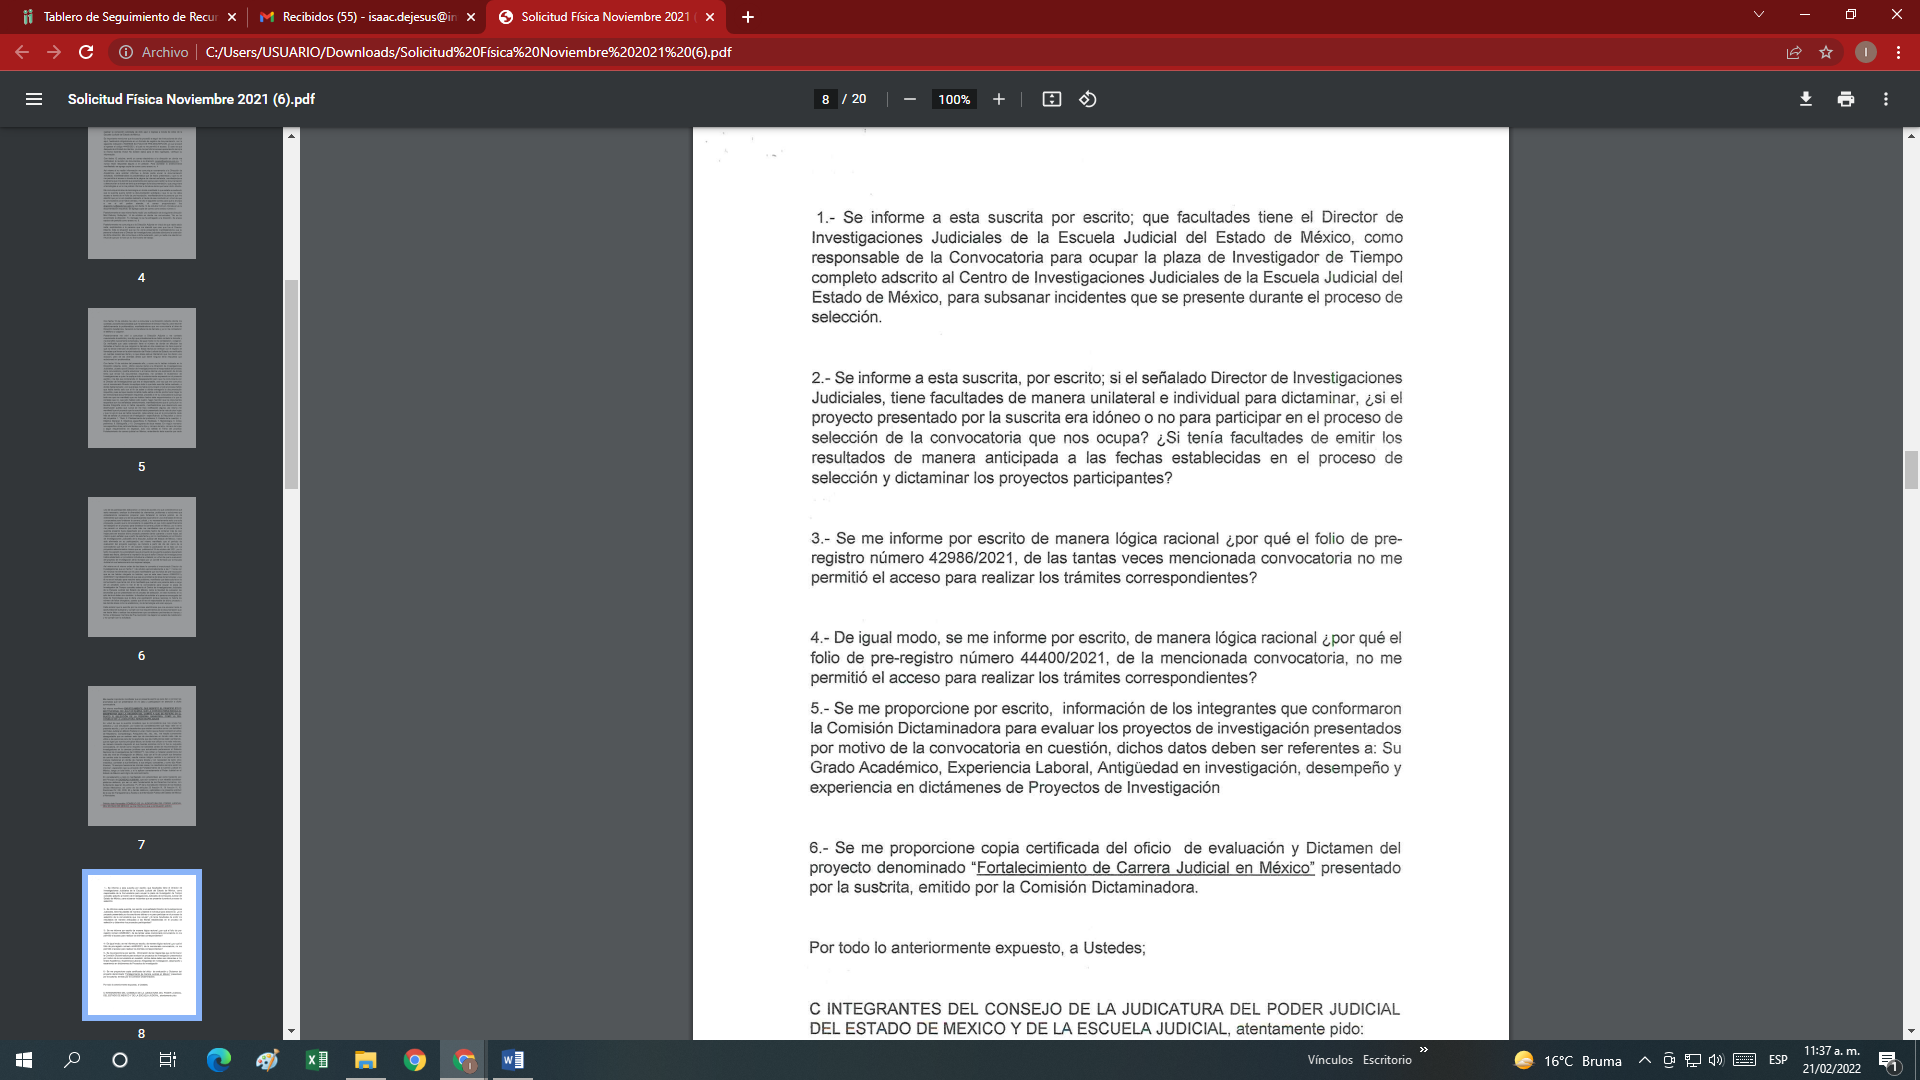 Tablero de Seguimiento de Recur
Recibidos (55) - isaac.dejesus@in
Solicitud Física Noviembre 2021 (
Archivo
C:/Users/USUARIO/Downloads/Solicitud%20Física%20Noviembre%202021%20(6).pdf
I
Solicitud Física Noviembre 2021 (6).pdf
8 / 20
100%
4
5
6
7
8
1.- Se informe a esta suscrita por escrito; que facultades tiene el Director de
Investigaciones Judiciales de la Escuela Judicial del Estado de México, como
responsable de la Convocatoria para ocupar la plaza de Investigador de Tiempo
completo adscrito al Centro de Investigaciones Judiciales de la Escuela Judicial del
Estado de México, para subsanar incidentes que se presente durante el proceso de
selección.
2.- Se informe a esta suscrita, por escrito; si el señalado Director de Investigaciones
Judiciales, tiene facultades de manera unilateral e individual para dictaminar, ¿si el
proyecto presentado por la suscrita era idóneo o no para participar en el proceso de
selección de la convocatoria que nos ocupa? ¿Si tenía facultades de emitir los
resultados de manera anticipada a las fechas establecidas en el proceso de
selección y dictaminar los proyectos participantes?
3.- Se me informe por escrito de manera lógica racional ¿por qué el folio de pre-
registro número 42986/2021, de las tantas veces mencionada convocatoria no me
permitió el acceso para realizar los trámites correspondientes?
4.- De igual modo, se me informe por escrito, de manera lógica racional ¿por qué el
folio de pre-registro número 44400/2021, de la mencionada convocatoria, no me
permitió el acceso para realizar los trámites correspondientes?
5.- Se me proporcione por escrito, información de los integrantes que conformaron
la Comisión Dictaminadora para evaluar los proyectos de investigación presentados
por motivo de la convocatoria en cuestión, dichos datos deben ser referentes a: Su
Grado Académico, Experiencia Laboral, Antigüedad en investigación, desempeño y
experiencia en dictámenes de Proyectos de Investigación
6.- Se me proporcione copia certificada del oficio de evaluación y Dictamen del
proyecto denominado “Fortalecimiento de Carrera Judicial en México” presentado
por la suscrita, emitido por la Comisión Dictaminadora.
Por todo lo anteriormente expuesto, a Ustedes;
C INTEGRANTES DEL CONSEJO DE LA JUDICATURA DEL PODER JUDICIAL
DEL ESTADO DE MEXICO Y DE LA ESCUELA JUDICIAL, atentamente pido:
Vínculos Escritorio
16°C Bruma
ESP
11:37 a. m.
21/02/2022
1